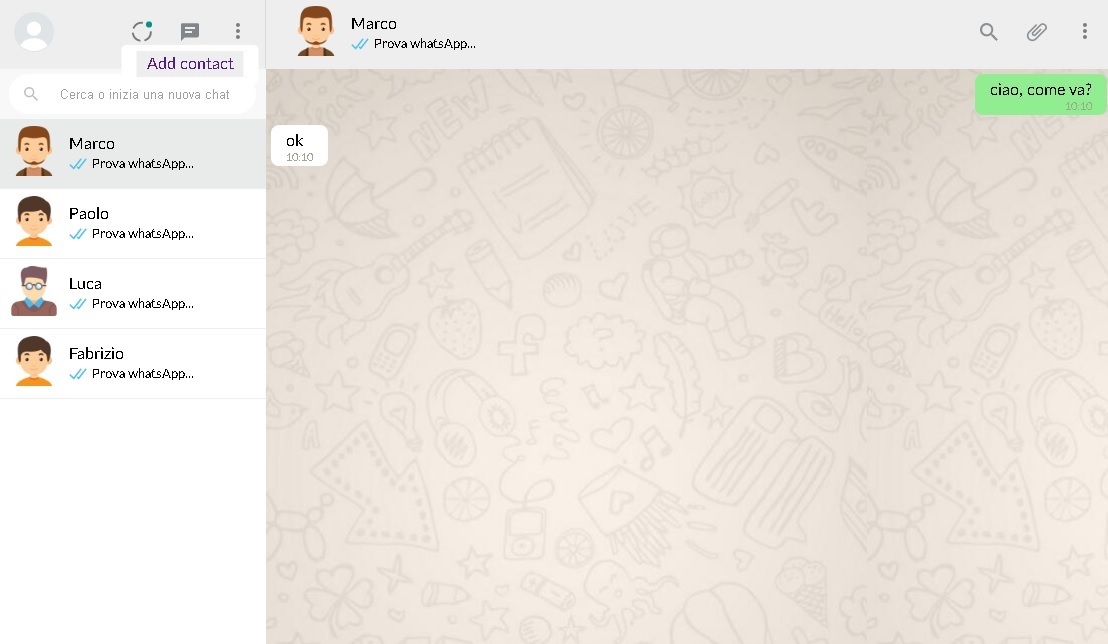 Add contact
Cerca o inizia una nuova chat
Marco
Prova whatsApp...
Paolo
Prova whatsApp...
Luca
Prova whatsApp...
Fabrizio
Prova whatsApp...
Marco
Prova whatsApp...
ciao, come va?
10:10
ok
10:10